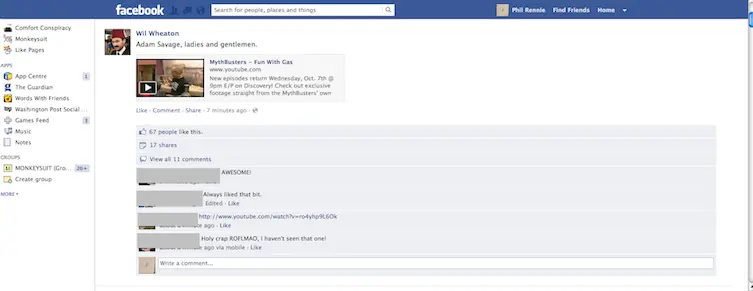 facebook
Search for people, places and things
Phil Rennie Find Friends Home
Comfort Conspiracy
Monkeysuit
Like Pages
APPS
App Centre 1
The Guardian
Words With Friends
Washington Post Social ...
Games Feed 3
Music
Notes
GROUPS
MONKEYSUIT (Gro... 20+
Create group
MORE
Wil Wheaton
Adam Savage, ladies and gentlemen.
MythBusters - Fun With Gas
www.youtube.com
New episodes return Wednesday, Oct. 7th @
9pm E/P on Discovery! Check out exclusive
footage straight from the MythBusters' own
Like · Comment · Share · 7 minutes ago ·
67 people like this.
17 shares
View all 11 comments
AWESOME!
Always liked that bit.
Edited · Like
http://www.youtube.com/watch?v=ro4yhp9L6Ok
ago · Like
Holy crap ROFLMAO, I haven't seen that one!
ago via mobile · Like
Write a comment...